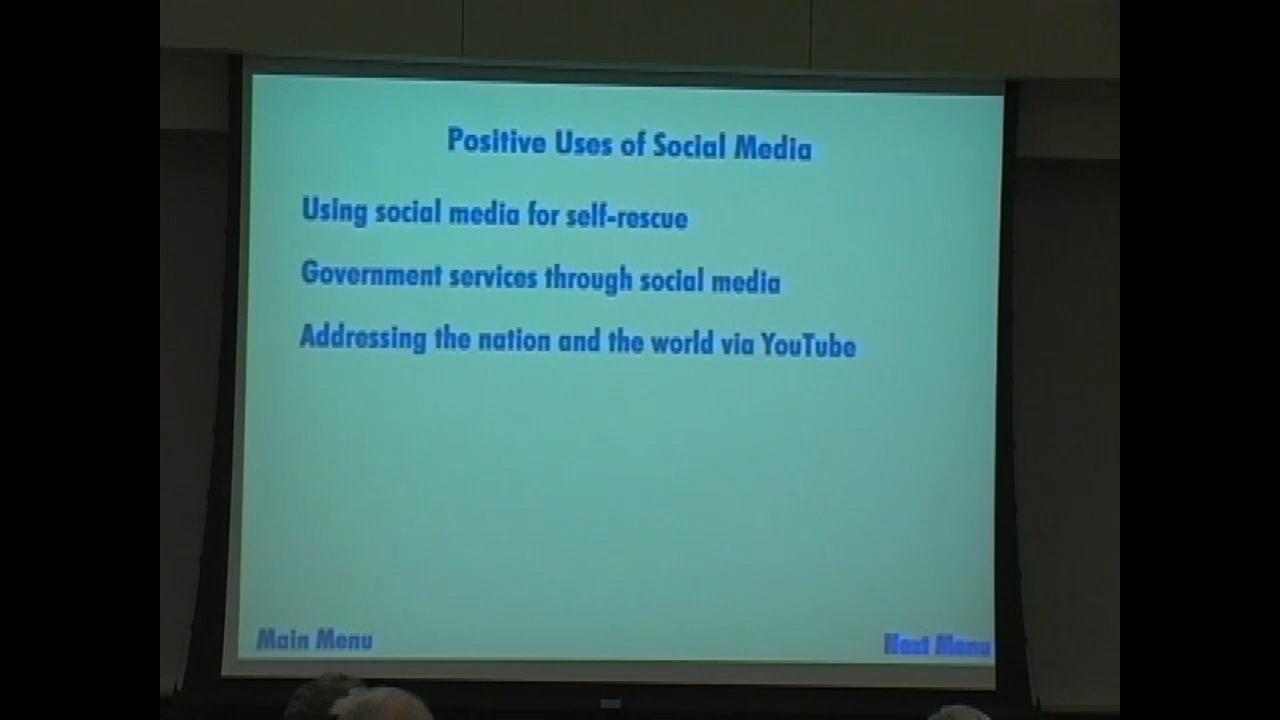 Positive Uses of Social Media
Using social media for self-rescue
Government services through social media
Addressing the nation and the world via YouTube
Main Menu
Next Menu